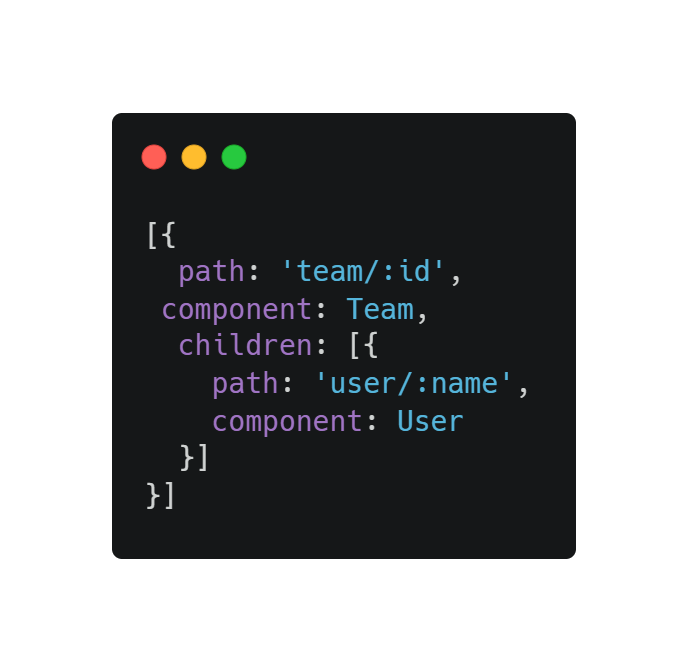 [{
  path: 'team/:id',
 component: Team,
  children: [{
    path: 'user/:name',
    component: User
  }]
}]